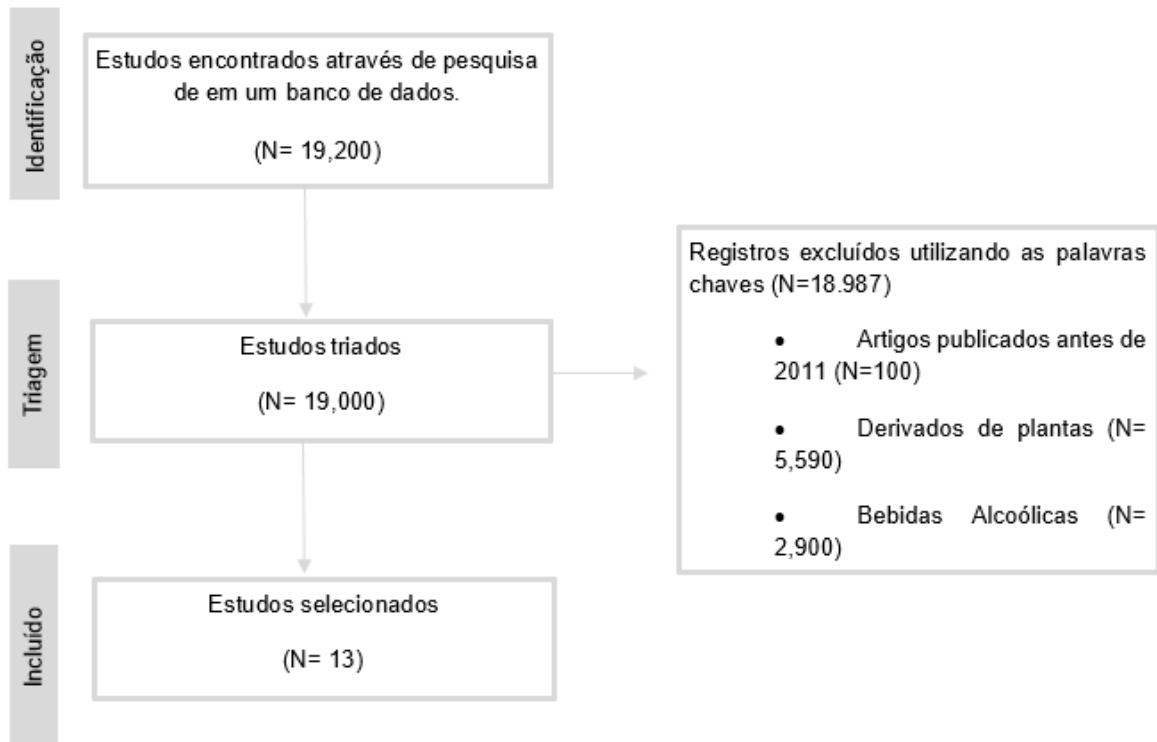 Identificação
Estudos encontrados através de pesquisa
de em um banco de dados.
(N= 19,200)
Triagem
Estudos triados
(N= 19,000)
Registros excluídos utilizando as palavras
chaves (N=18.987)
• Artigos publicados antes de
2011 (N=100)
• Derivados de plantas (N=
5,590)
• Bebidas Alcoólicas (N=
2,900)
Incluído
Estudos selecionados
(N= 13)